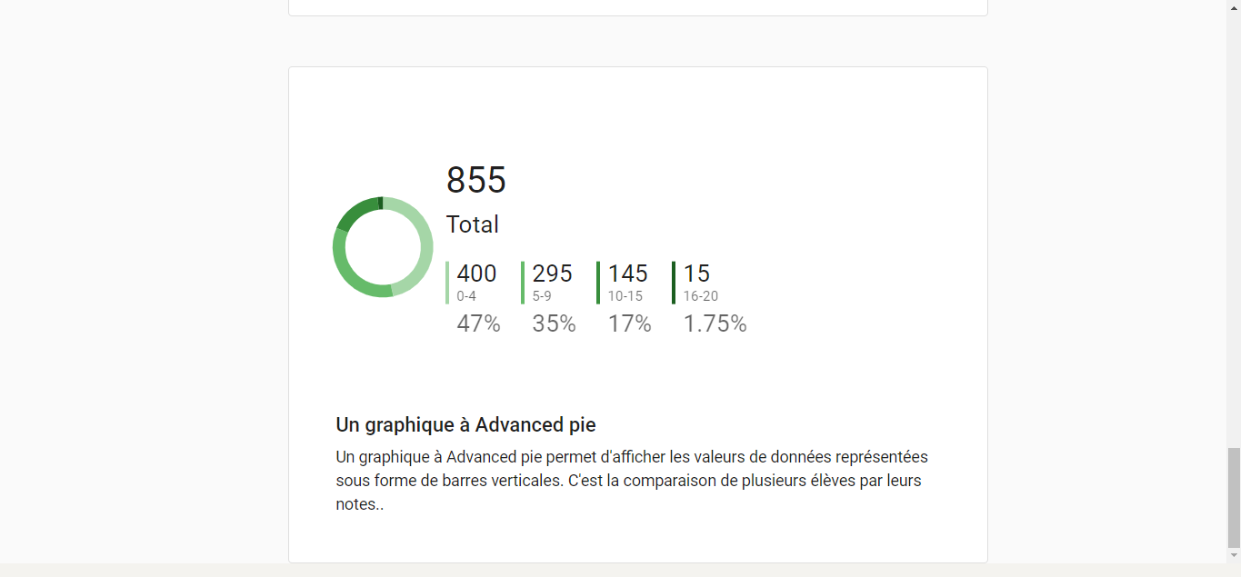 855
Total
400 295 145 15
0-4 5-9 10-15 16-20
47% 35% 17% 1.75%
Un graphique à Advanced pie
Un graphique à Advanced pie permet d'afficher les valeurs de données représentées
sous forme de barres verticales. C'est la comparaison de plusieurs élèves par leurs
notes..